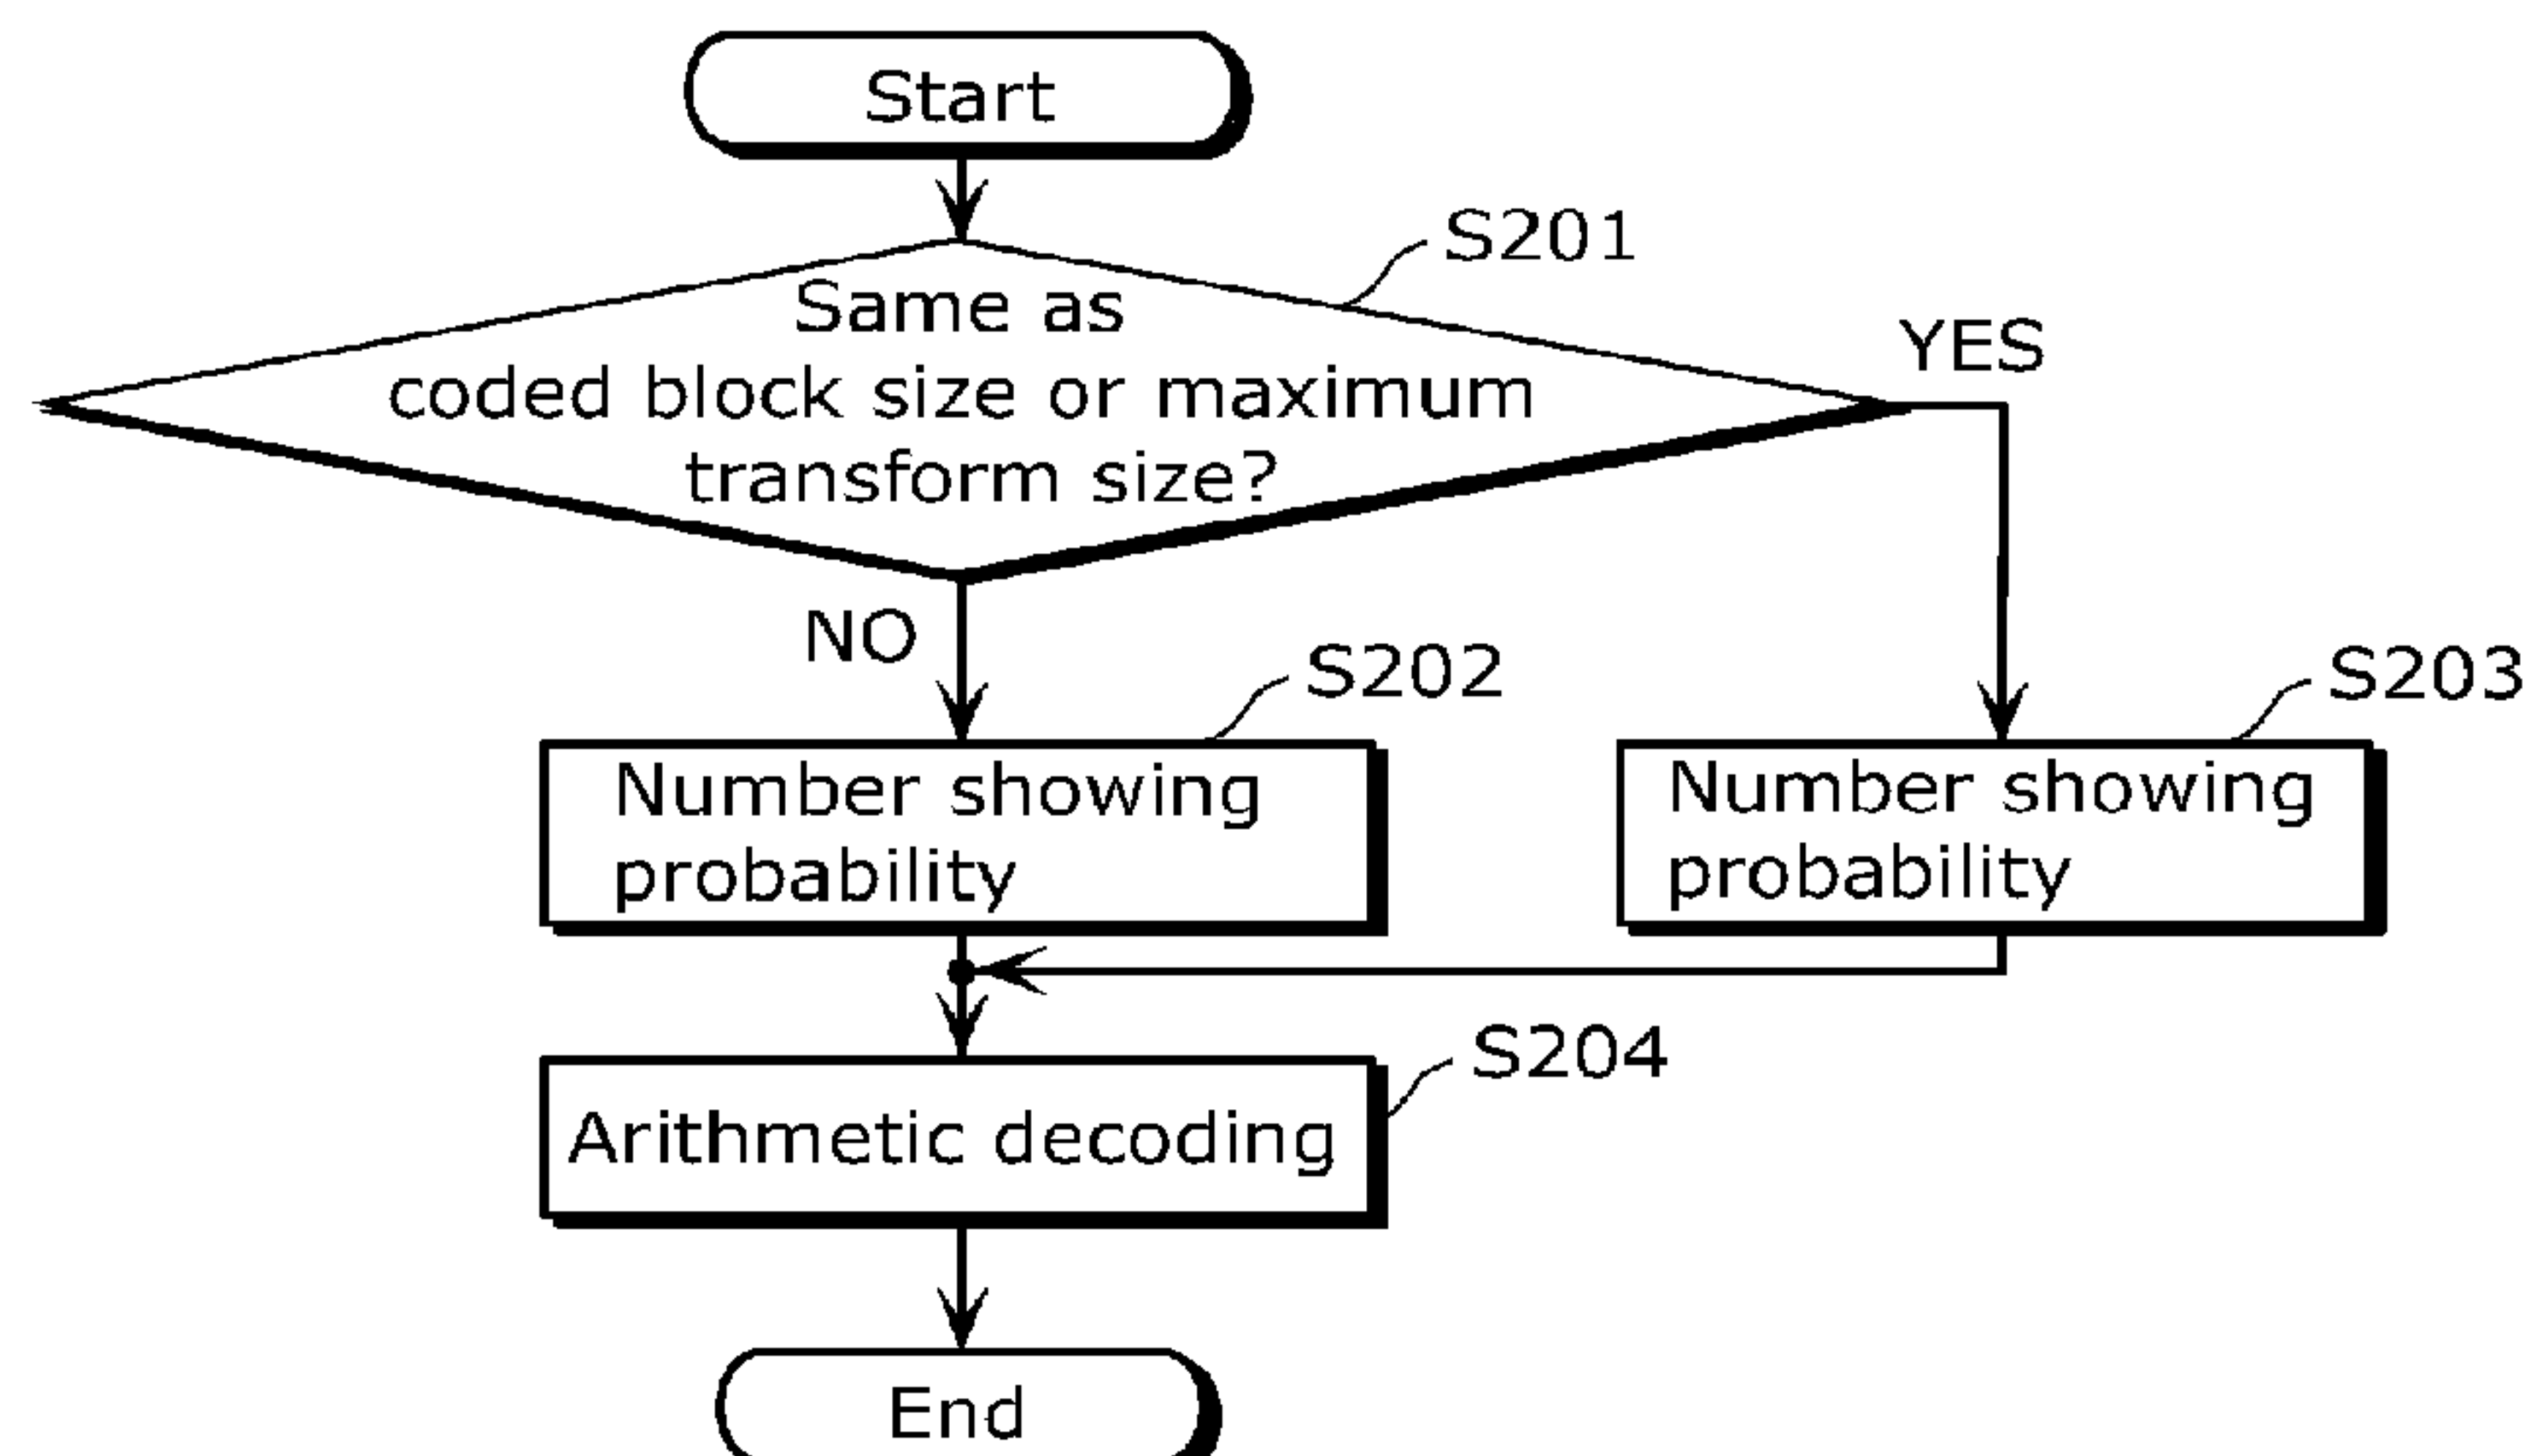 Start
S201
Same as
coded block size or maximum
transform size?
YES
NO
S202
S203
Number showing
probability
Number showing
probability
S204
Arithmetic decoding
End